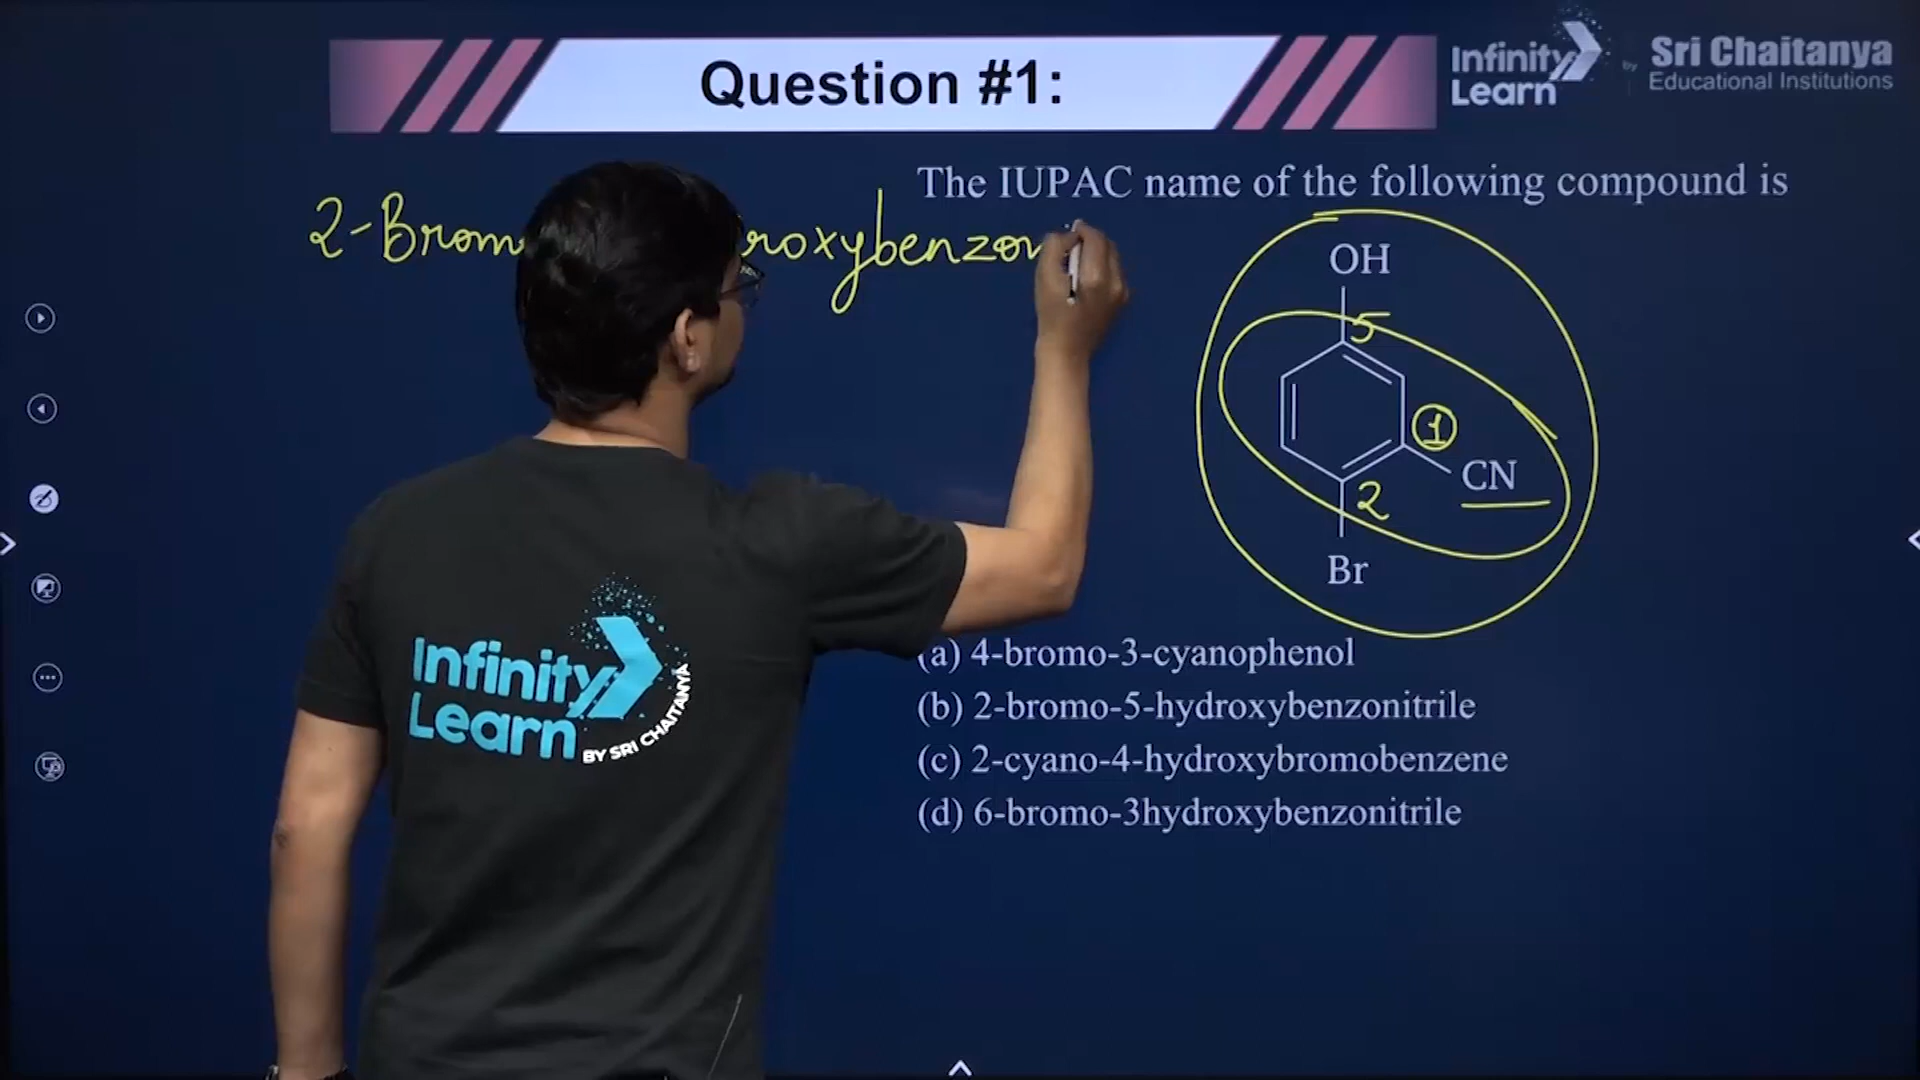 Question #1:
Infinity Learn by Sri Chaitanya Educational Institutions
The IUPAC name of the following compound is
2-Brom roxybenzon
OH
5
1
CN
2
Br
(a) 4-bromo-3-cyanophenol
(b) 2-bromo-5-hydroxybenzonitrile
(c) 2-cyano-4-hydroxybromobenzene
(d) 6-bromo-3hydroxybenzonitrile
Infinity
Learn
BY SRI CHAITANYA